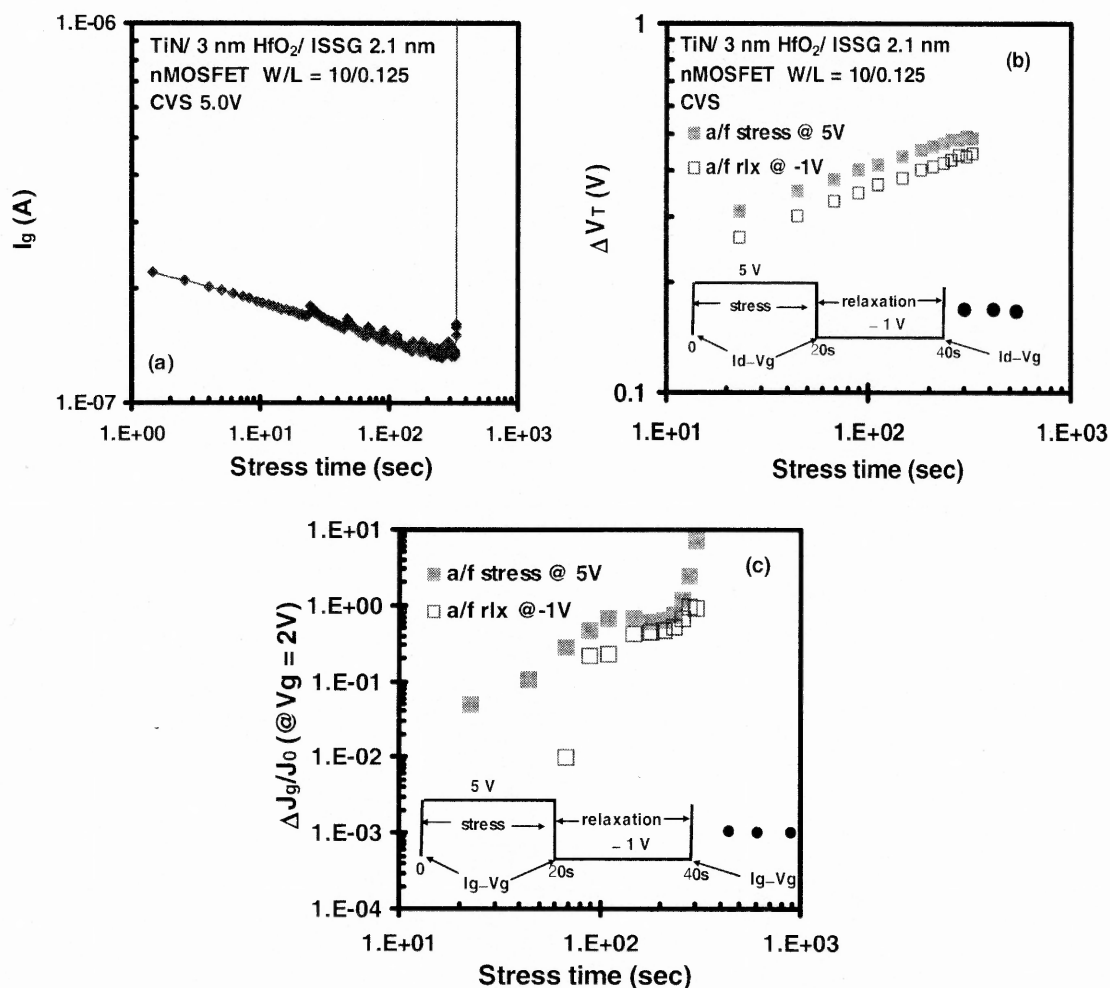 1.E-06
TiN/ 3 nm HfO2/ ISSG 2.1 nm
nMOSFET W/L = 10/0.125
CVS 5.0V
Ig (A)
(a)
1.E-07
1.E+00 1.E+01 1.E+02 1.E+03
Stress time (sec)
1
TiN/ 3 nm HfO2/ ISSG 2.1 nm
nMOSFET W/L = 10/0.125
(b)
CVS
a/f stress @ 5V
a/f rlx @ -1V
ΔVT (V)
5 V
stress
relaxation
– 1 V
0
20s
40s
Id–Vg
Id–Vg
0.1
1.E+01 1.E+02 1.E+03
Stress time (sec)
1.E+01
(c)
a/f stress @ 5V
a/f rlx @-1V
1.E+00
1.E-01
1.E-02
1.E-03
1.E-04
ΔJg/J0 (@Vg = 2V)
5 V
stress
relaxation
– 1 V
0
20s
40s
Ig–Vg
Ig–Vg
1.E+01 1.E+02 1.E+03
Stress time (sec)